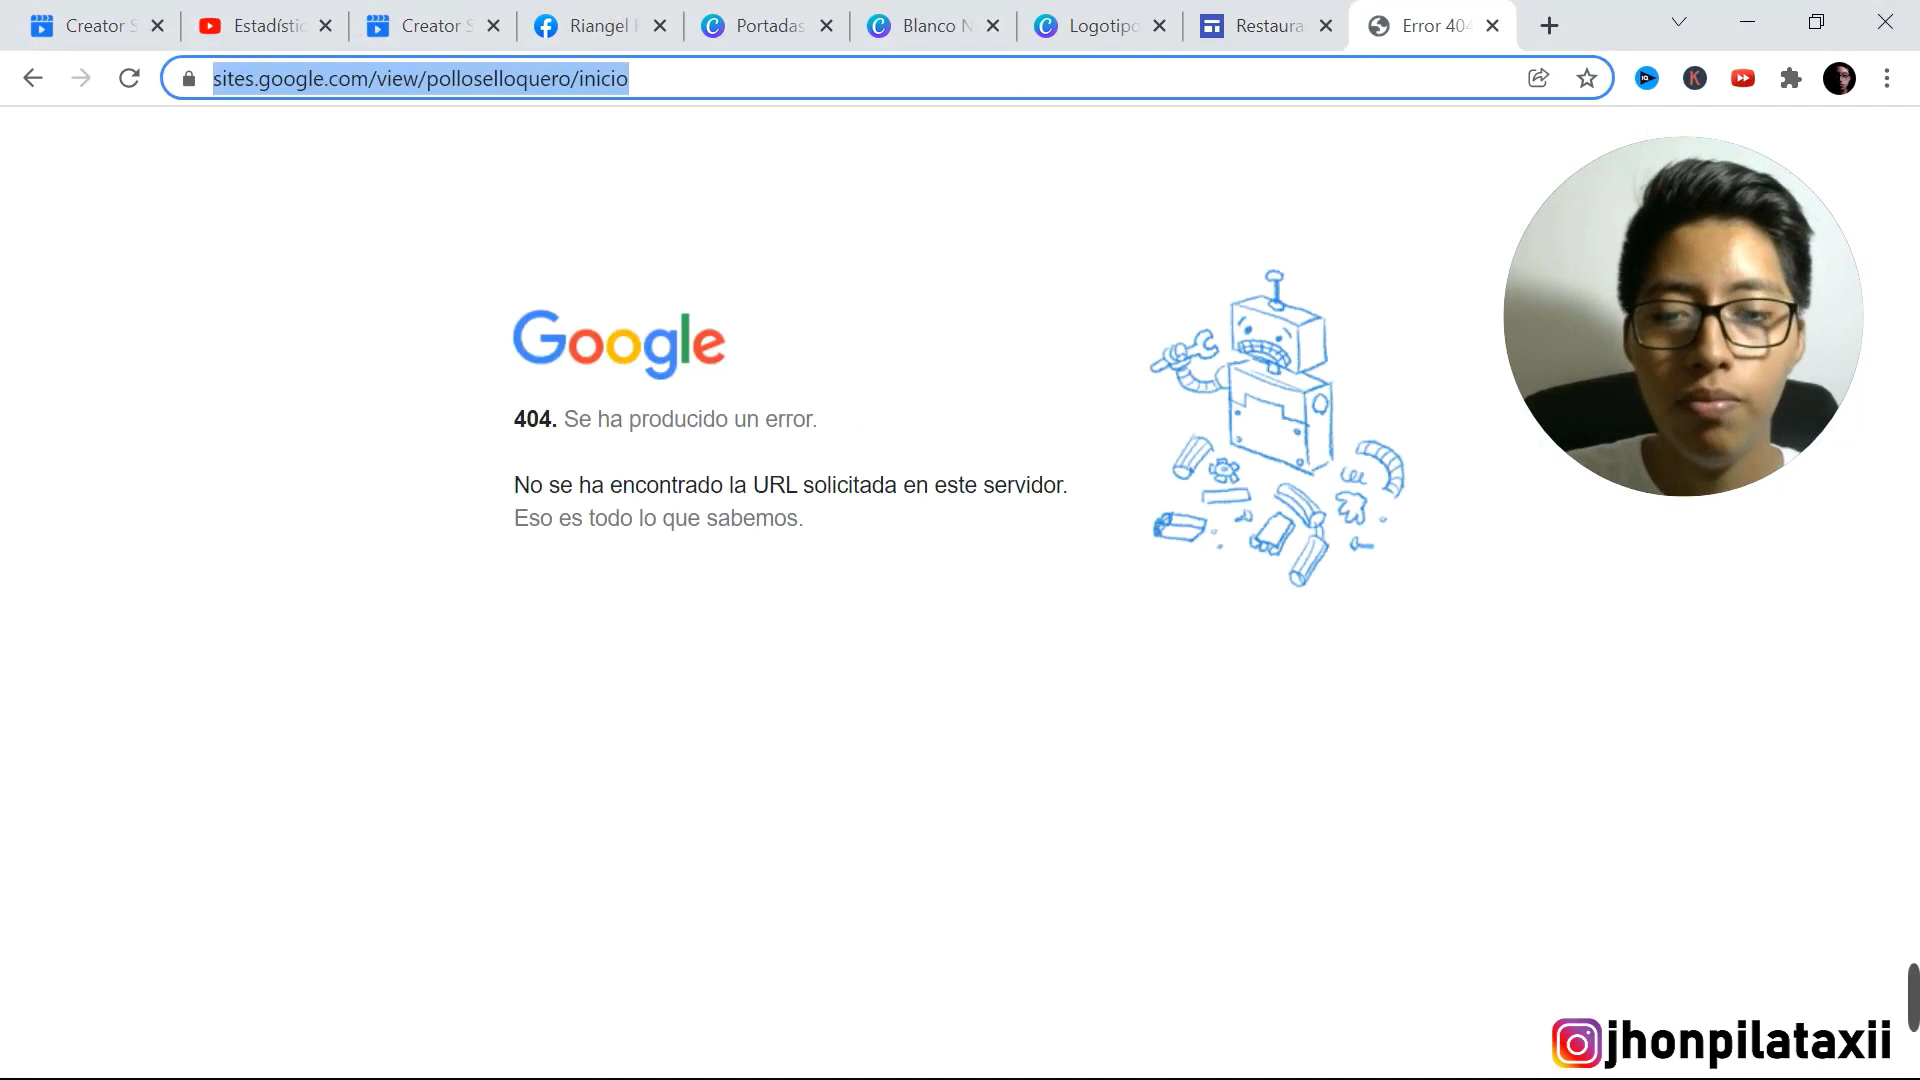 Creator S
Estadístic
Creator S
Riangel
Portadas
Blanco N
Logotipo
Restaura
Error 404
sites.google.com/view/polloselloquero/inicio
IQ
K
Google
404. Se ha producido un error.
No se ha encontrado la URL solicitada en este servidor.
Eso es todo lo que sabemos.
jhonpilataxii